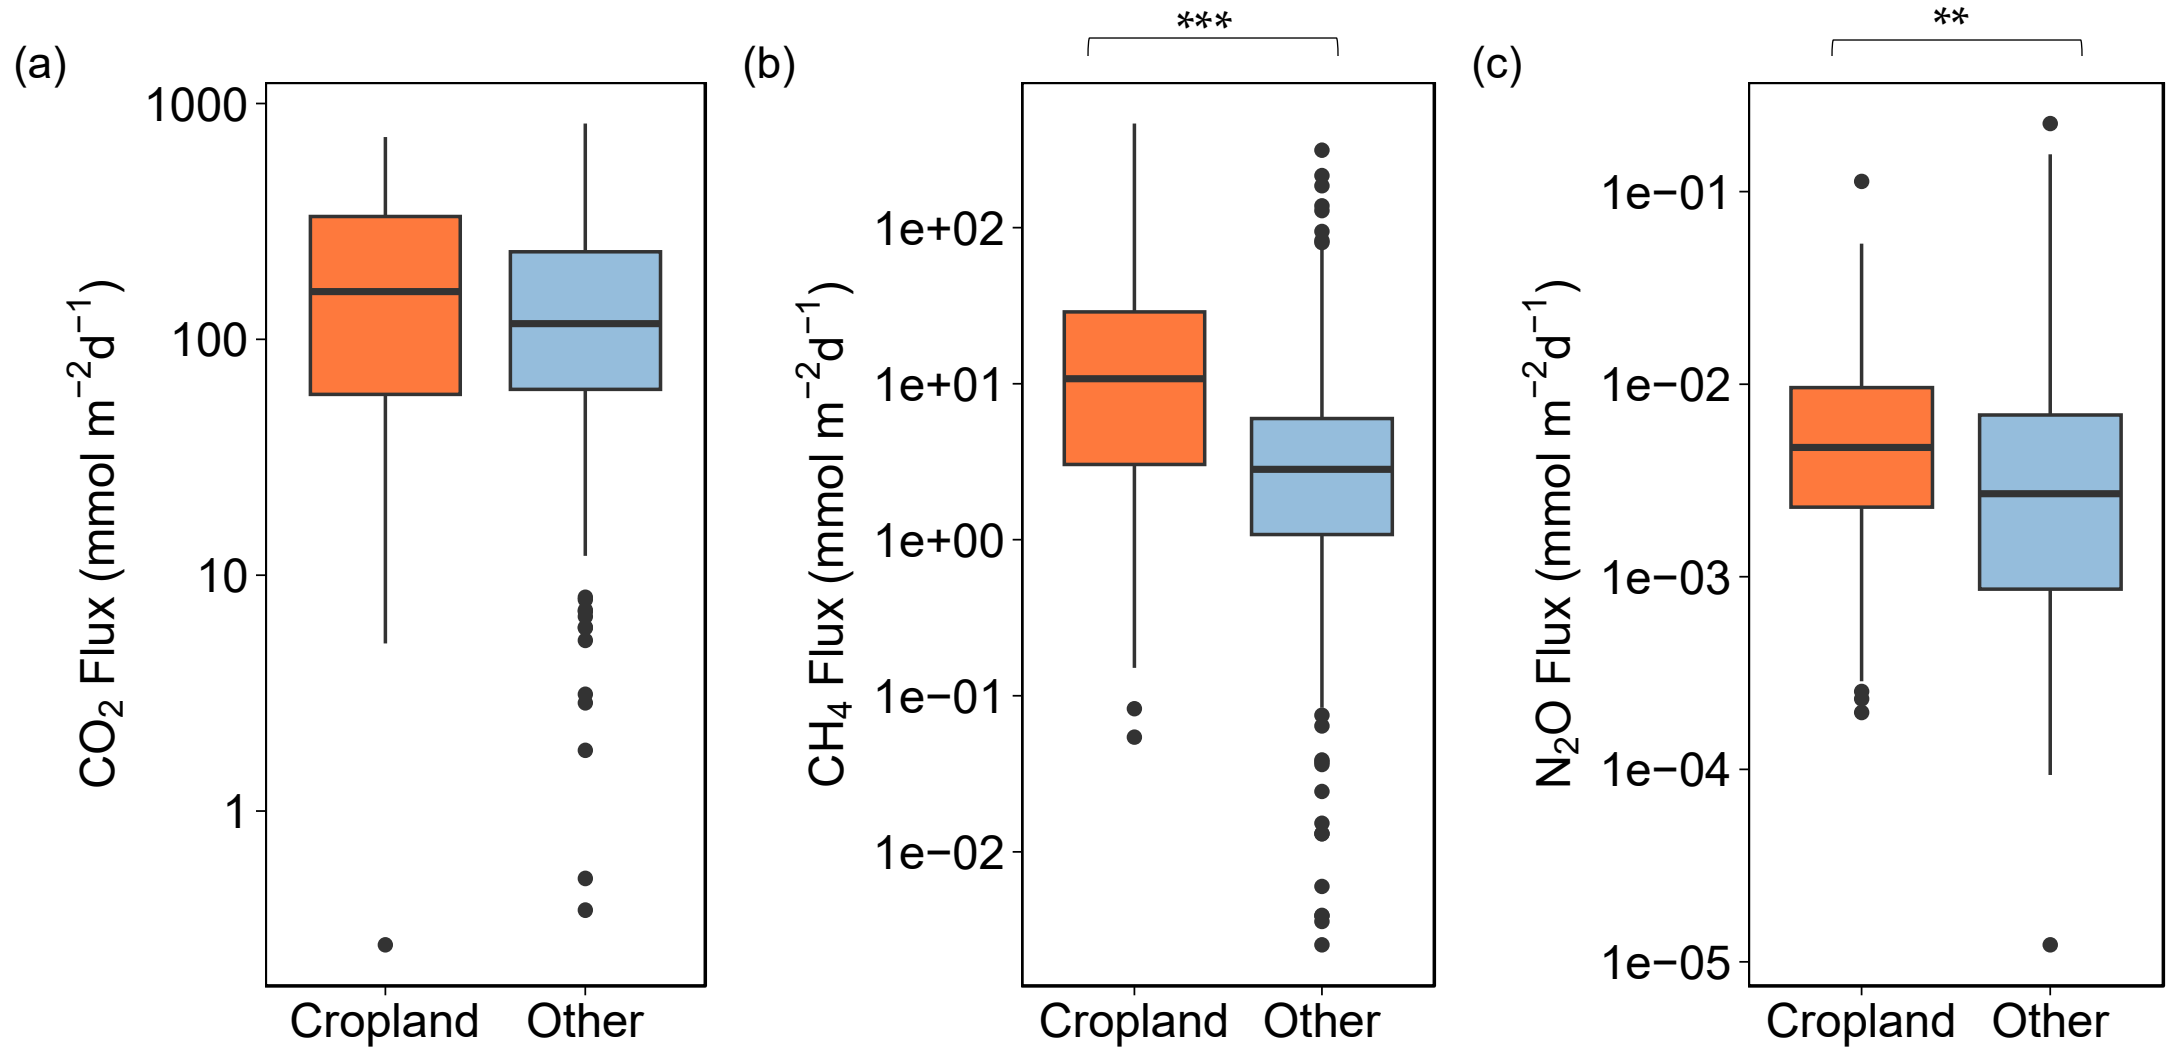 (a)
1000
100
10
1
CO₂ Flux (mmol m⁻²d⁻¹)
Cropland
Other
(b)
***
1e+02
1e+01
1e+00
1e−01
1e−02
CH₄ Flux (mmol m⁻²d⁻¹)
Cropland
Other
(c)
**
1e−01
1e−02
1e−03
1e−04
1e−05
N₂O Flux (mmol m⁻²d⁻¹)
Cropland
Other